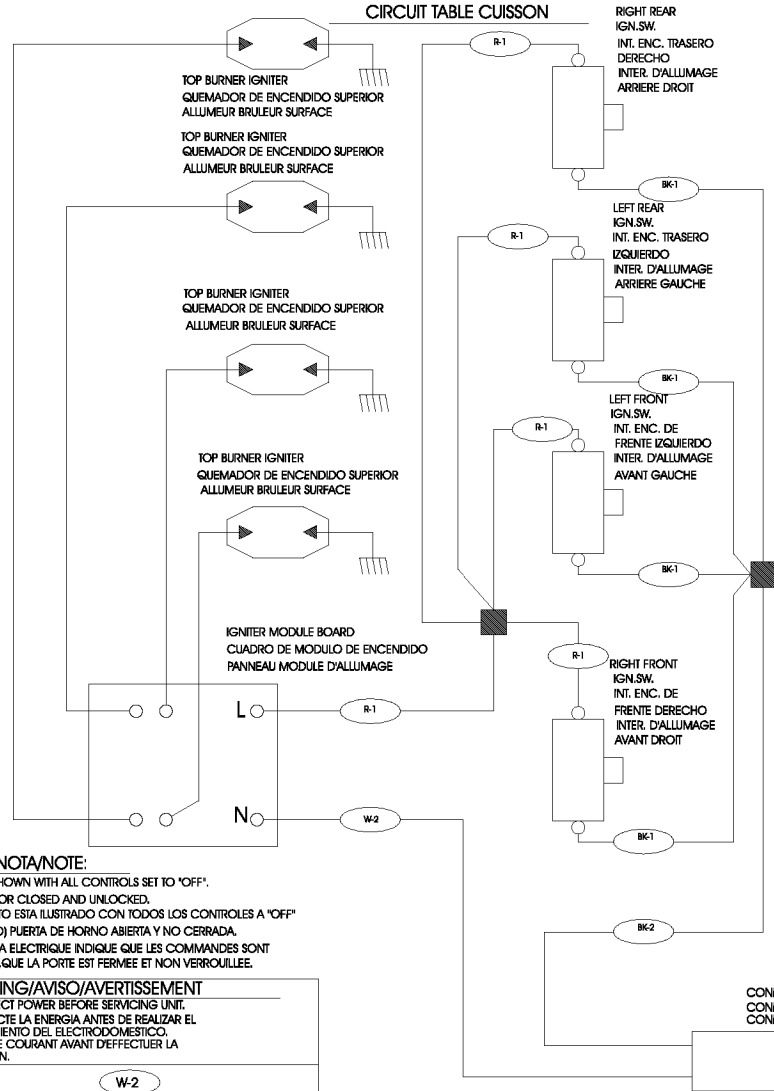 CIRCUIT TABLE CUISSON
RIGHT REAR
IGN.SW.
INT. ENC. TRASERO
DERECHO
INTER. D'ALLUMAGE
ARRIERE DROIT
R-1
TOP BURNER IGNITER
QUEMADOR DE ENCENDIDO SUPERIOR
ALLUMEUR BRULEUR SURFACE
TOP BURNER IGNITER
QUEMADOR DE ENCENDIDO SUPERIOR
ALLUMEUR BRULEUR SURFACE
BK-1
LEFT REAR
IGN.SW.
INT. ENC. TRASERO
IZQUIERDO
INTER. D'ALLUMAGE
ARRIERE GAUCHE
R-1
TOP BURNER IGNITER
QUEMADOR DE ENCENDIDO SUPERIOR
ALLUMEUR BRULEUR SURFACE
BK-1
LEFT FRONT
IGN.SW.
INT. ENC. DE
FRENTE IZQUIERDO
INTER. D'ALLUMAGE
AVANT GAUCHE
R-1
TOP BURNER IGNITER
QUEMADOR DE ENCENDIDO SUPERIOR
ALLUMEUR BRULEUR SURFACE
BK-1
IGNITER MODULE BOARD
CUADRO DE MODULO DE ENCENDIDO
PANNEAU MODULE D'ALLUMAGE
R-1
RIGHT FRONT
IGN.SW.
INT. ENC. DE
FRENTE DERECHO
INTER. D'ALLUMAGE
AVANT DROIT
L
R-1
N
W-2
BK-1
NOTA/NOTE:
HOWN WITH ALL CONTROLS SET TO "OFF".
OR CLOSED AND UNLOCKED.
TO ESTA ILUSTRADO CON TODOS LOS CONTROLES A "OFF"
O) PUERTA DE HORNO ABIERTA Y NO CERRADA.
A ELECTRIQUE INDIQUE QUE LES COMMANDES SONT
,QUE LA PORTE EST FERMEE ET NON VERROUILLEE.
BK-2
ING/AVISO/AVERTISSEMENT
ECT POWER BEFORE SERVICING UNIT.
CTE LA ENERGIA ANTES DE REALIZAR EL
IENTO DEL ELECTRODOMESTICO.
E COURANT AVANT D'EFFECTUER LA
N.
W-2
CON
CON
CON